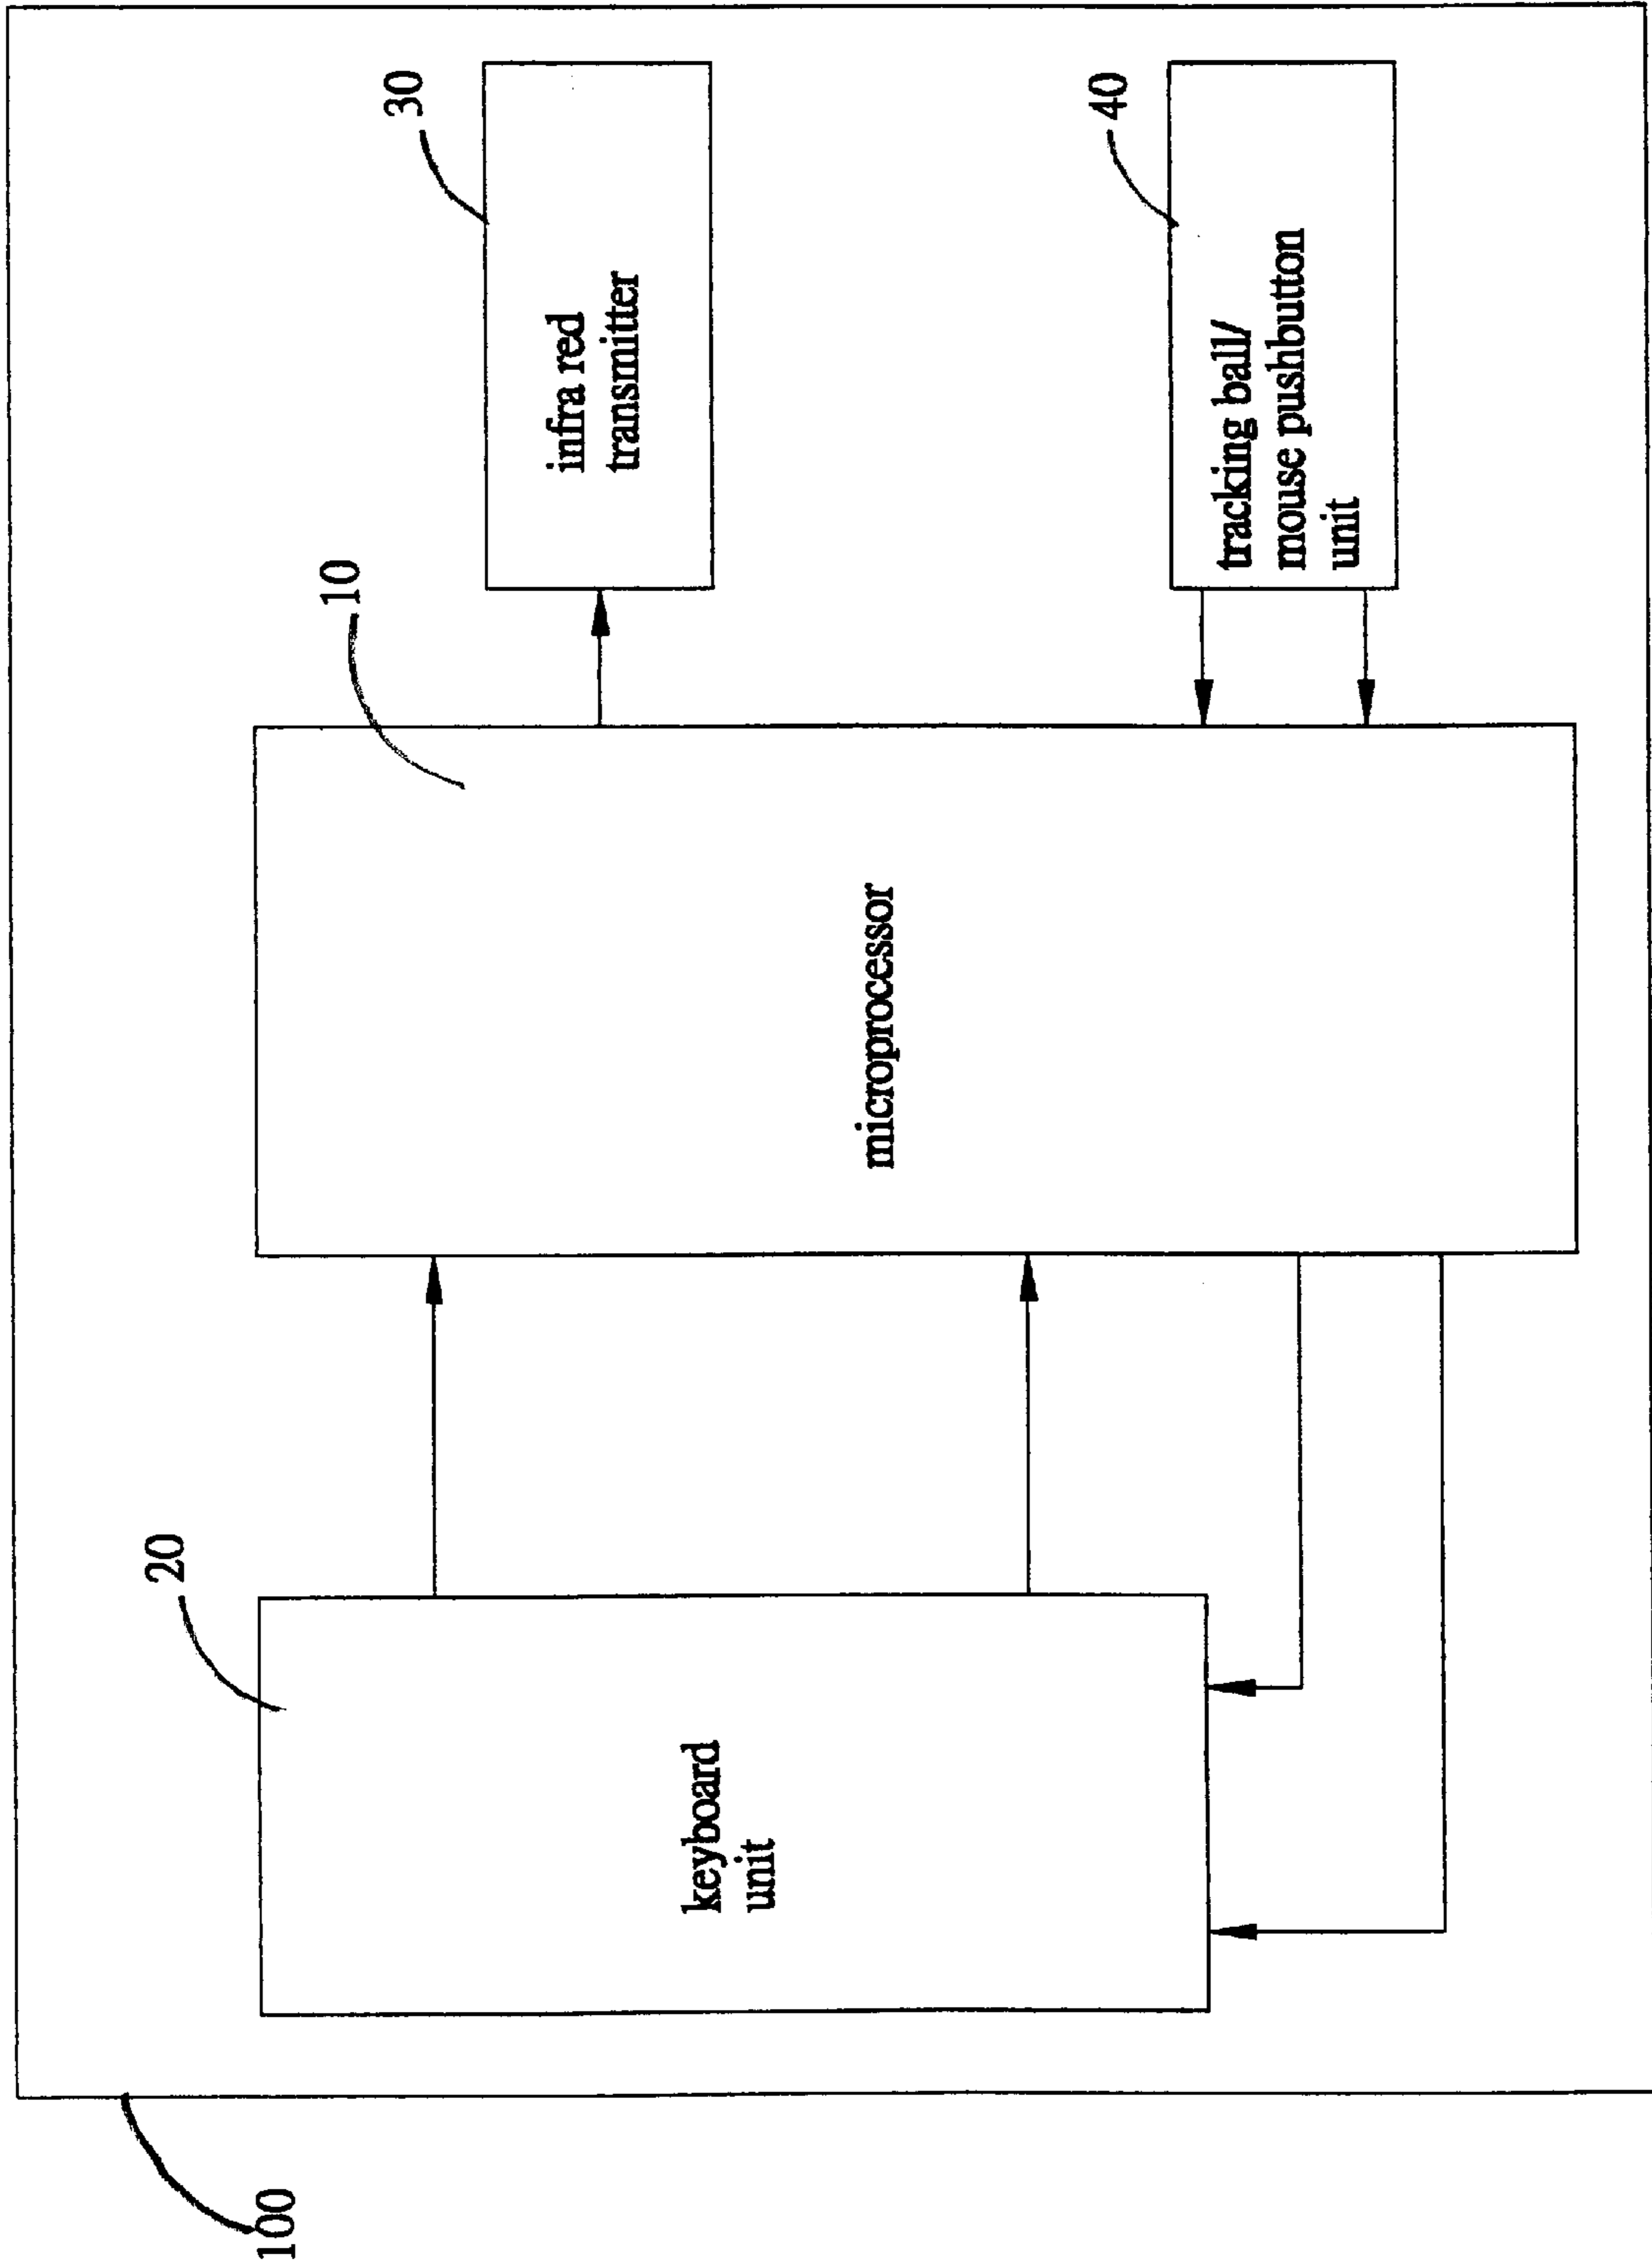 100
20
keyboard
unit
10
microprocessor
30
infra red
transmitter
40
tracking ball/
mouse pushbutton
unit